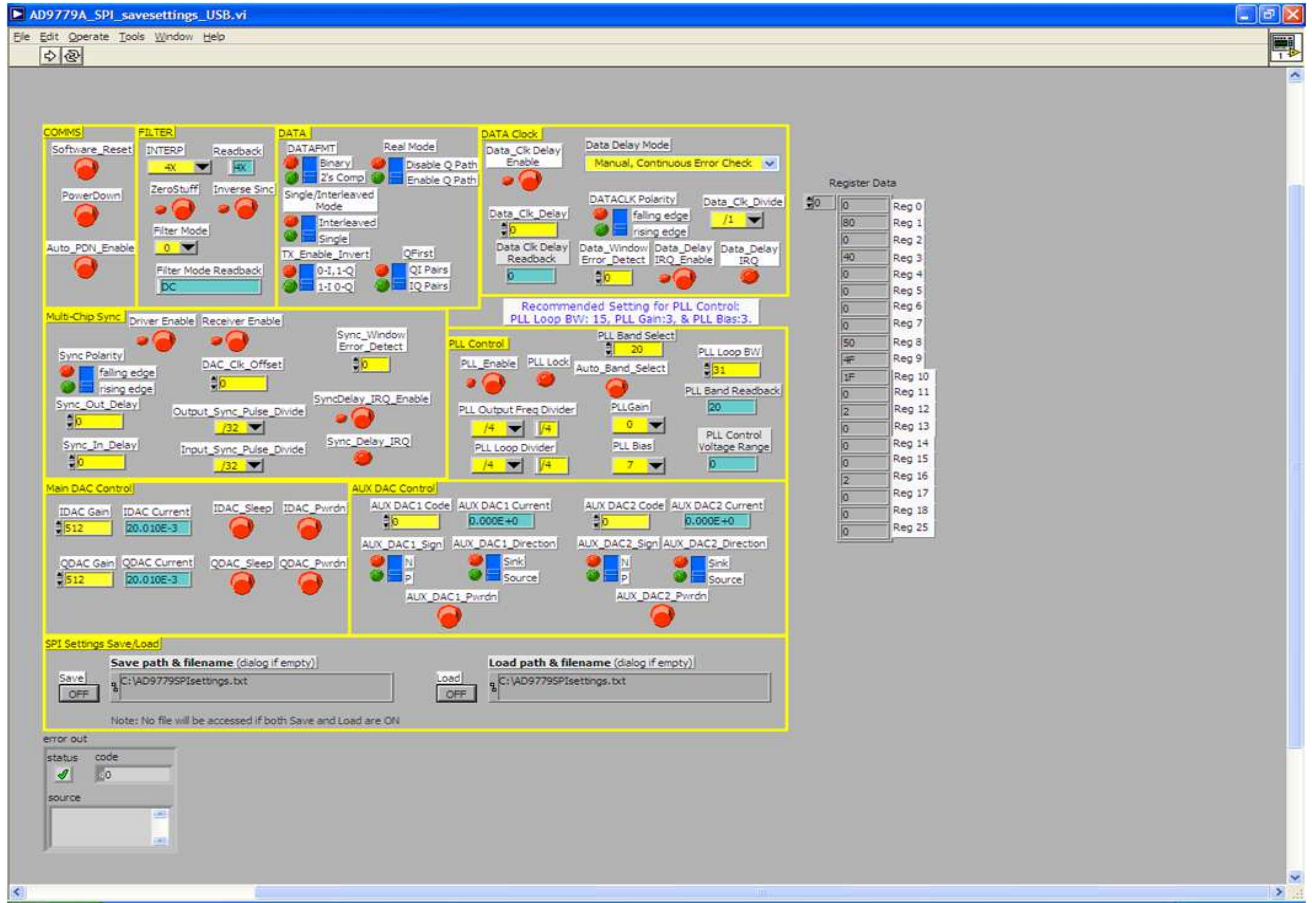 AD9779A_SPI_savesettings_USB.vi
File Edit Operate Tools Window Help
1
COMMS
Software_Reset
PowerDown
Auto_PDN_Enable
FILTER
INTERP
Readback
4X
4X
ZeroStuff
Inverse Sinc
Filter Mode
0
Filter Mode Readback
DC
DATA
DATAFMT
Binary
2's Comp
Real Mode
Disable Q Path
Enable Q Path
Single/Interleaved
Mode
Interleaved
Single
TX_Enable_Invert
0-I,1-Q
1-I 0-Q
QFirst
QI Pairs
IQ Pairs
DATA Clock
Data_Clk Delay
Enable
Data Delay Mode
Manual, Continuous Error Check
Data_Clk_Delay
0
DATACLK Polarity
falling edge
rising edge
Data_Clk_Divide
/1
Data Clk Delay
Readback
0
Data_Window
Error_Detect
0
Data_Delay
IRQ_Enable
Data_Delay
IRQ
Recommended Setting for PLL Control:
PLL Loop BW: 15, PLL Gain:3, & PLL Bias:3.
Multi-Chip Sync
Driver Enable
Receiver Enable
Sync_Window
Error_Detect
0
Sync Polarity
falling edge
rising edge
DAC_Clk_Offset
0
Sync_Out_Delay
0
Output_Sync_Pulse_Divide
/32
SyncDelay_IRQ_Enable
Sync_In_Delay
0
Input_Sync_Pulse_Divide
/32
Sync_Delay_IRQ
PLL Control
PLL_Enable
PLL Lock
PLL Band Select
20
Auto_Band_Select
PLL Loop BW
31
PLL Output Freq Divider
/4
/4
PLLGain
0
PLL Band Readback
20
PLL Loop Divider
/4
/4
PLL Bias
7
PLL Control
Voltage Range
0
Main DAC Control
IDAC Gain
512
IDAC Current
20.010E-3
IDAC_Sleep
IDAC_Pwrdn
QDAC Gain
512
QDAC Current
20.010E-3
QDAC_Sleep
QDAC_Pwrdn
AUX DAC Control
AUX DAC1 Code
0
AUX DAC1 Current
0.000E+0
AUX DAC2 Code
0
AUX DAC2 Current
0.000E+0
AUX_DAC1_Sign
N
P
AUX_DAC1_Direction
Sink
Source
AUX_DAC2_Sign
N
P
AUX_DAC2_Direction
Sink
Source
AUX_DAC1_Pwrdn
AUX_DAC2_Pwrdn
SPI Settings Save/Load
Save path & filename (dialog if empty)
Save
OFF
C:\AD9779SPIsettings.txt
Load path & filename (dialog if empty)
Load
OFF
C:\AD9779SPIsettings.txt
Note: No file will be accessed if both Save and Load are ON
error out
status
code
0
source
Register Data
0
0 Reg 0
80 Reg 1
0 Reg 2
40 Reg 3
0 Reg 4
0 Reg 5
0 Reg 6
0 Reg 7
50 Reg 8
4F Reg 9
1F Reg 10
0 Reg 11
2 Reg 12
0 Reg 13
0 Reg 14
0 Reg 15
2 Reg 16
0 Reg 17
0 Reg 18
0 Reg 25